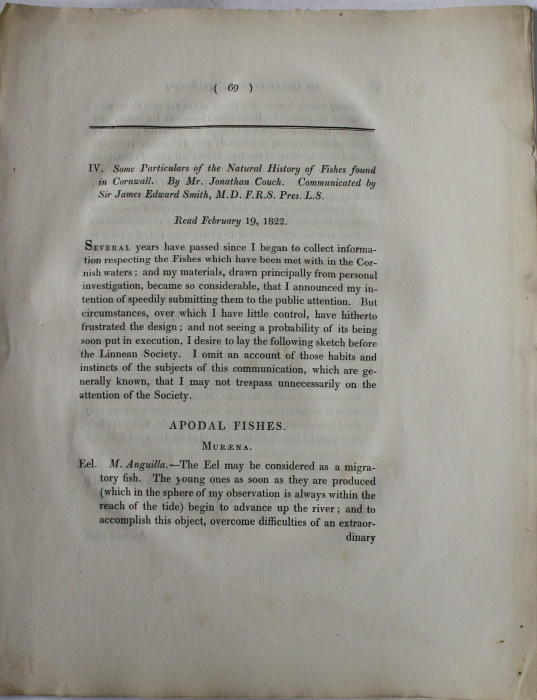 ( 69 )
IV. Some Particulars of the Natural History of Fishes found
in Cornwall. By Mr. Jonathan Couch. Communicated by
Sir James Edward Smith, M.D. F.R.S. Pres. L.S.
Read February 19, 1822.
SEVERAL years have passed since I began to collect informa-
tion respecting the Fishes which have been met with in the Cor-
nish waters; and my materials, drawn principally from personal
investigation, became so considerable, that I announced my in-
tention of speedily submitting them to the public attention. But
circumstances, over which I have little control, have hitherto
frustrated the design; and not seeing a probability of its being
soon put in execution, I desire to lay the following sketch before
the Linnean Society. I omit an account of those habits and
instincts of the subjects of this communication, which are ge-
nerally known, that I may not trespass unnecessarily on the
attention of the Society.
APODAL FISHES.
MURÆNA.
Eel. M. Anguilla.—The Eel may be considered as a migra-
tory fish. The young ones as soon as they are produced
(which in the sphere of my observation is always within the
reach of the tide) begin to advance up the river; and to
accomplish this object, overcome difficulties of an extraor-
dinary